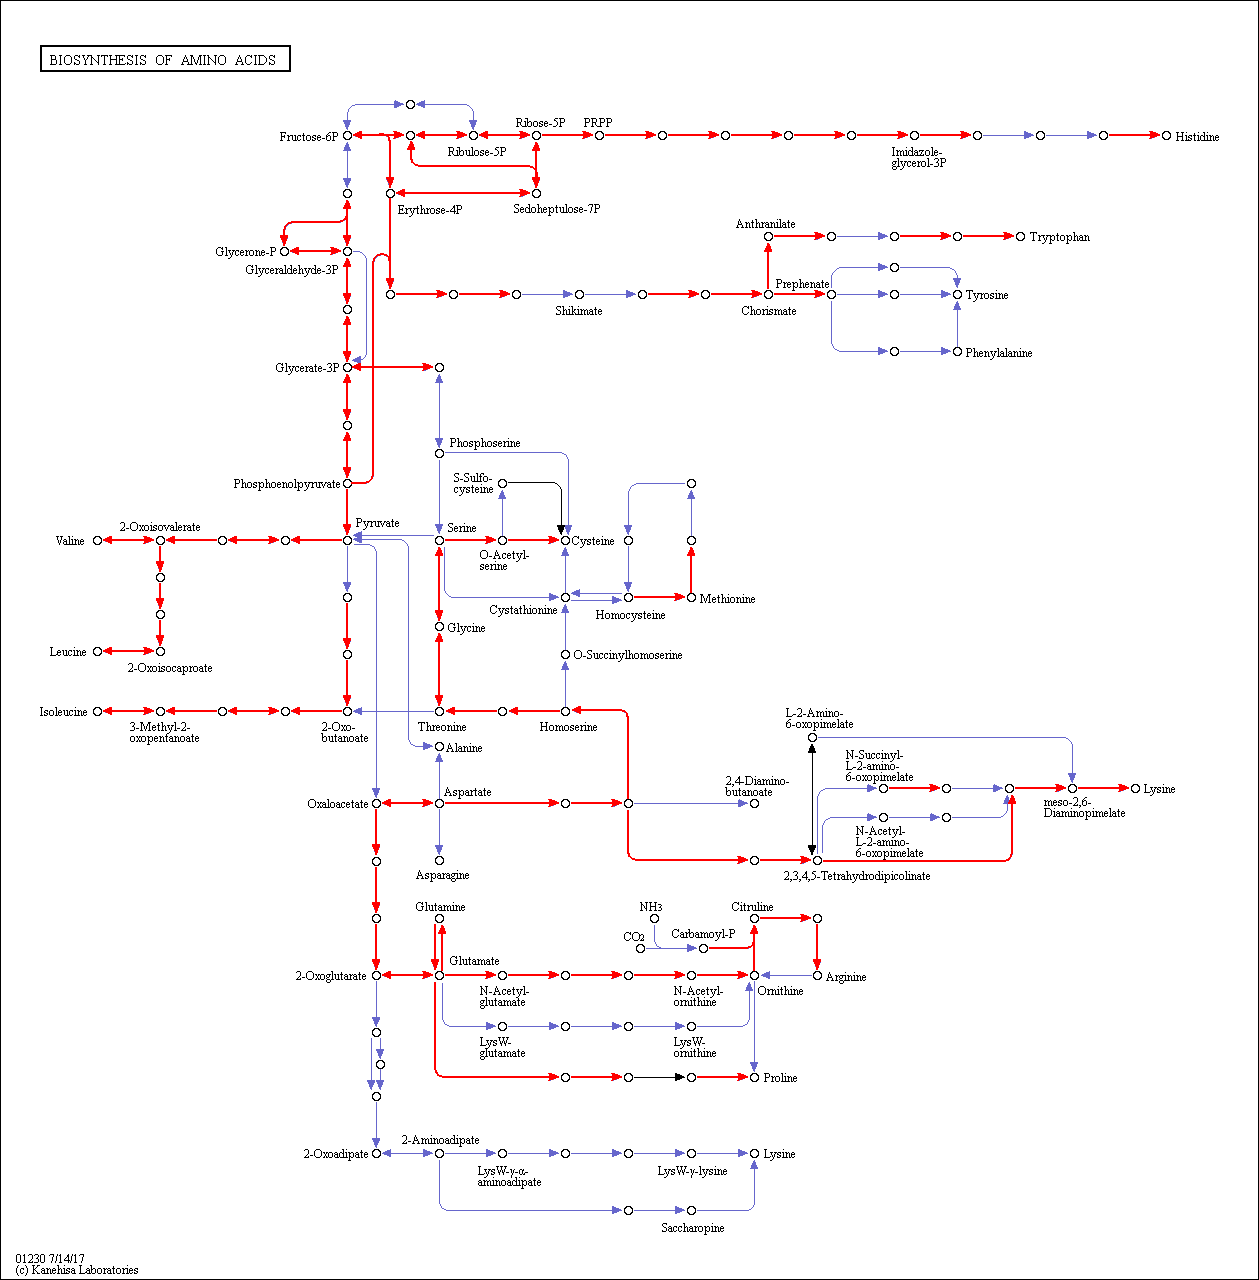 BIOSYNTHESIS OF AMINO ACIDS
Fructose-6P
Ribulose-5P
Ribose-5P
PRPP
Imidazole-
glycerol-3P
Histidine
Erythrose-4P
Sedoheptulose-7P
Glycerone-P
Glyceraldehyde-3P
Anthranilate
Tryptophan
Shikimate
Chorismate
Prephenate
Tyrosine
Phenylalanine
Glycerate-3P
Phosphoserine
Phosphoenolpyruvate
S-Sulfo-
cysteine
2-Oxoisovalerate
Valine
Pyruvate
Serine
O-Acetyl-
serine
Cysteine
Cystathionine
Homocysteine
Methionine
Glycine
Leucine
2-Oxoisocaproate
O-Succinylhomoserine
Isoleucine
3-Methyl-2-
oxopentanoate
2-Oxo-
butanoate
Threonine
Homoserine
Alanine
L-2-Amino-
6-oxopimelate
N-Succinyl-
L-2-amino-
6-oxopimelate
2,4-Diamino-
butanoate
Oxaloacetate
Aspartate
Lysine
meso-2,6-
Diaminopimelate
N-Acetyl-
L-2-amino-
6-oxopimelate
Asparagine
2,3,4,5-Tetrahydrodipicolinate
Glutamine
NH3
Citruline
CO2
Carbamoyl-P
2-Oxoglutarate
Glutamate
N-Acetyl-
glutamate
N-Acetyl-
ornithine
Ornithine
Arginine
LysW-
glutamate
LysW-
ornithine
Proline
2-Oxoadipate
2-Aminoadipate
LysW-γ-α-
aminoadipate
LysW-γ-lysine
Lysine
Saccharopine
01230 7/14/17
(c) Kanehisa Laboratories